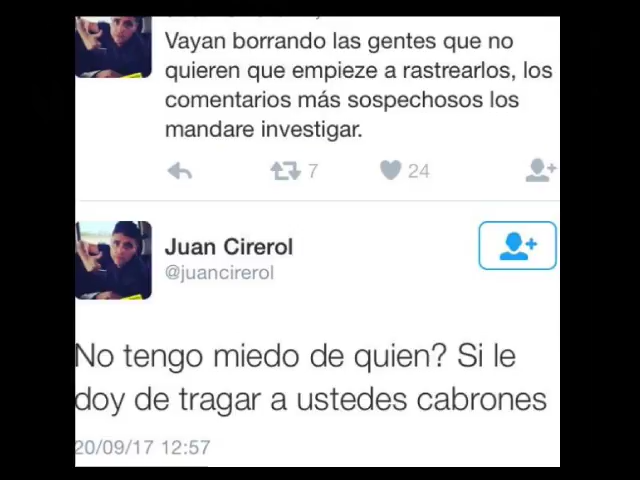 Vayan borrando las gentes que no
quieren que empieze a rastrearlos, los
comentarios más sospechosos los
mandare investigar.
7
24
Juan Cirerol
@juancirerol
No tengo miedo de quien? Si le
doy de tragar a ustedes cabrones
20/09/17 12:57